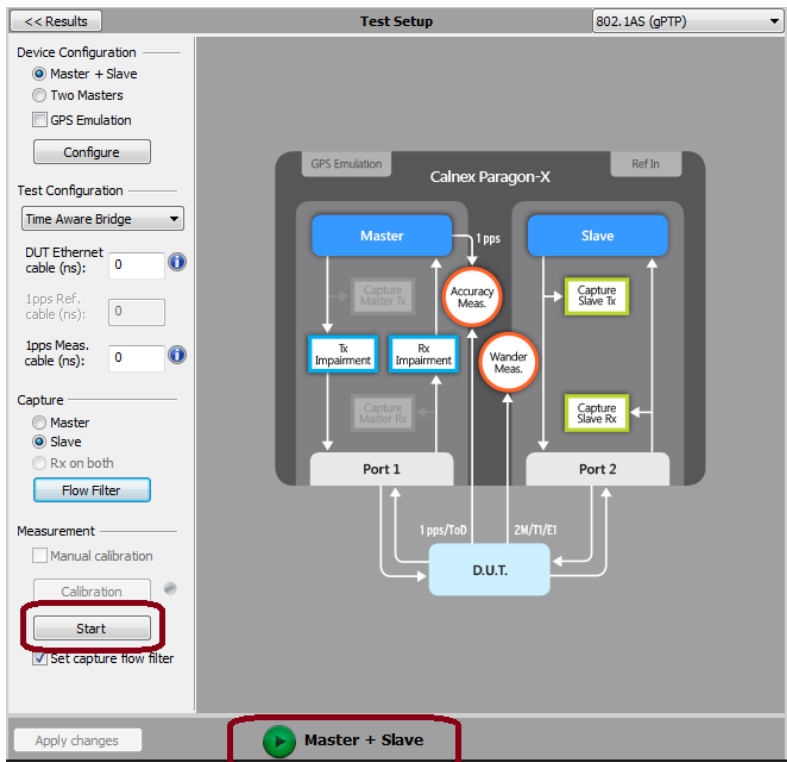 << Results
Test Setup
802.1AS (gPTP)
Device Configuration
Master + Slave
Two Masters
GPS Emulation
Configure
Test Configuration
Time Aware Bridge
DUT Ethernet
cable (ns):
0
1pps Ref.
cable (ns):
0
1pps Meas.
cable (ns):
0
Capture
Master
Slave
Rx on both
Flow Filter
Measurement
Manual calibration
Calibration
Start
Set capture flow filter
GPS Emulation
Ref In
Calnex Paragon-X
Master
1 pps
Slave
Capture
Master Tx
Accuracy
Meas.
Capture
Slave Tx
Tx
Impairment
Rx
Impairment
Wander
Meas.
Capture
Master Rx
Capture
Slave Rx
Port 1
Port 2
1 pps/ToD
2M/T1/E1
D.U.T.
Apply changes
Master + Slave